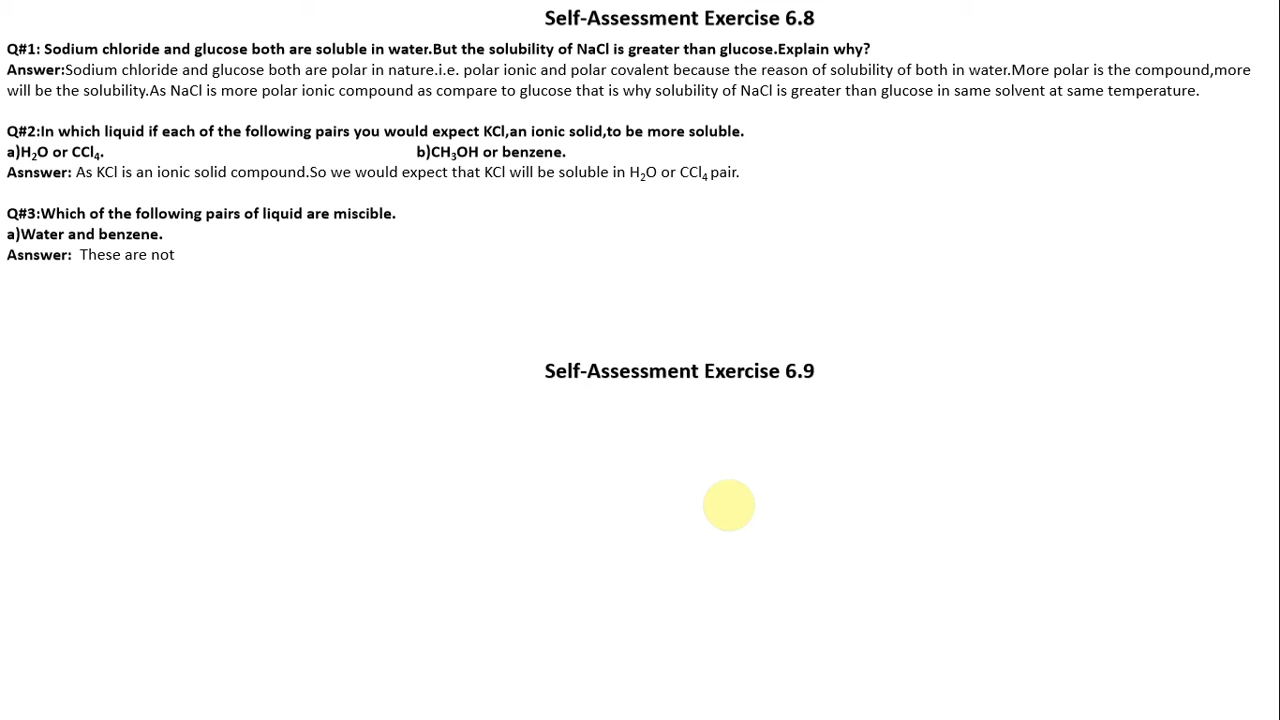 Self-Assessment Exercise 6.8
Q#1: Sodium chloride and glucose both are soluble in water.But the solubility of NaCl is greater than glucose.Explain why?
Answer:Sodium chloride and glucose both are polar in nature.i.e. polar ionic and polar covalent because the reason of solubility of both in water.More polar is the compound,more
will be the solubility.As NaCl is more polar ionic compound as compare to glucose that is why solubility of NaCl is greater than glucose in same solvent at same temperature.
Q#2:In which liquid if each of the following pairs you would expect KCl,an ionic solid,to be more soluble.
a)H₂O or CCl₄. b)CH₃OH or benzene.
Asnswer: As KCl is an ionic solid compound.So we would expect that KCl will be soluble in H₂O or CCl₄ pair.
Q#3:Which of the following pairs of liquid are miscible.
a)Water and benzene.
Asnswer: These are not
Self-Assessment Exercise 6.9